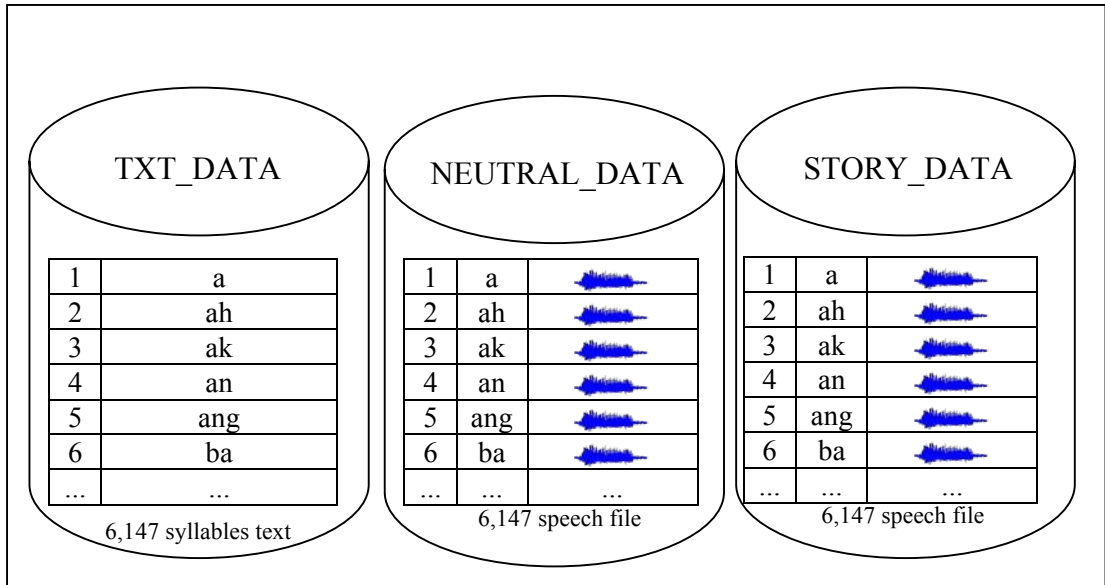 TXT_DATA
1 a
2 ah
3 ak
4 an
5 ang
6 ba
... ...
6,147 syllables text
NEUTRAL_DATA
1 a
2 ah
3 ak
4 an
5 ang
6 ba
... ... ...
6,147 speech file
STORY_DATA
1 a
2 ah
3 ak
4 an
5 ang
6 ba
... ... ...
6,147 speech file